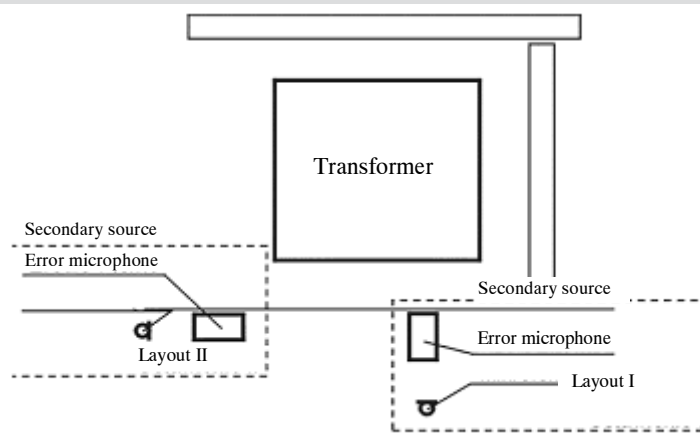 Transformer
Secondary source
Error microphone
Layout II
Secondary source
Error microphone
Layout I